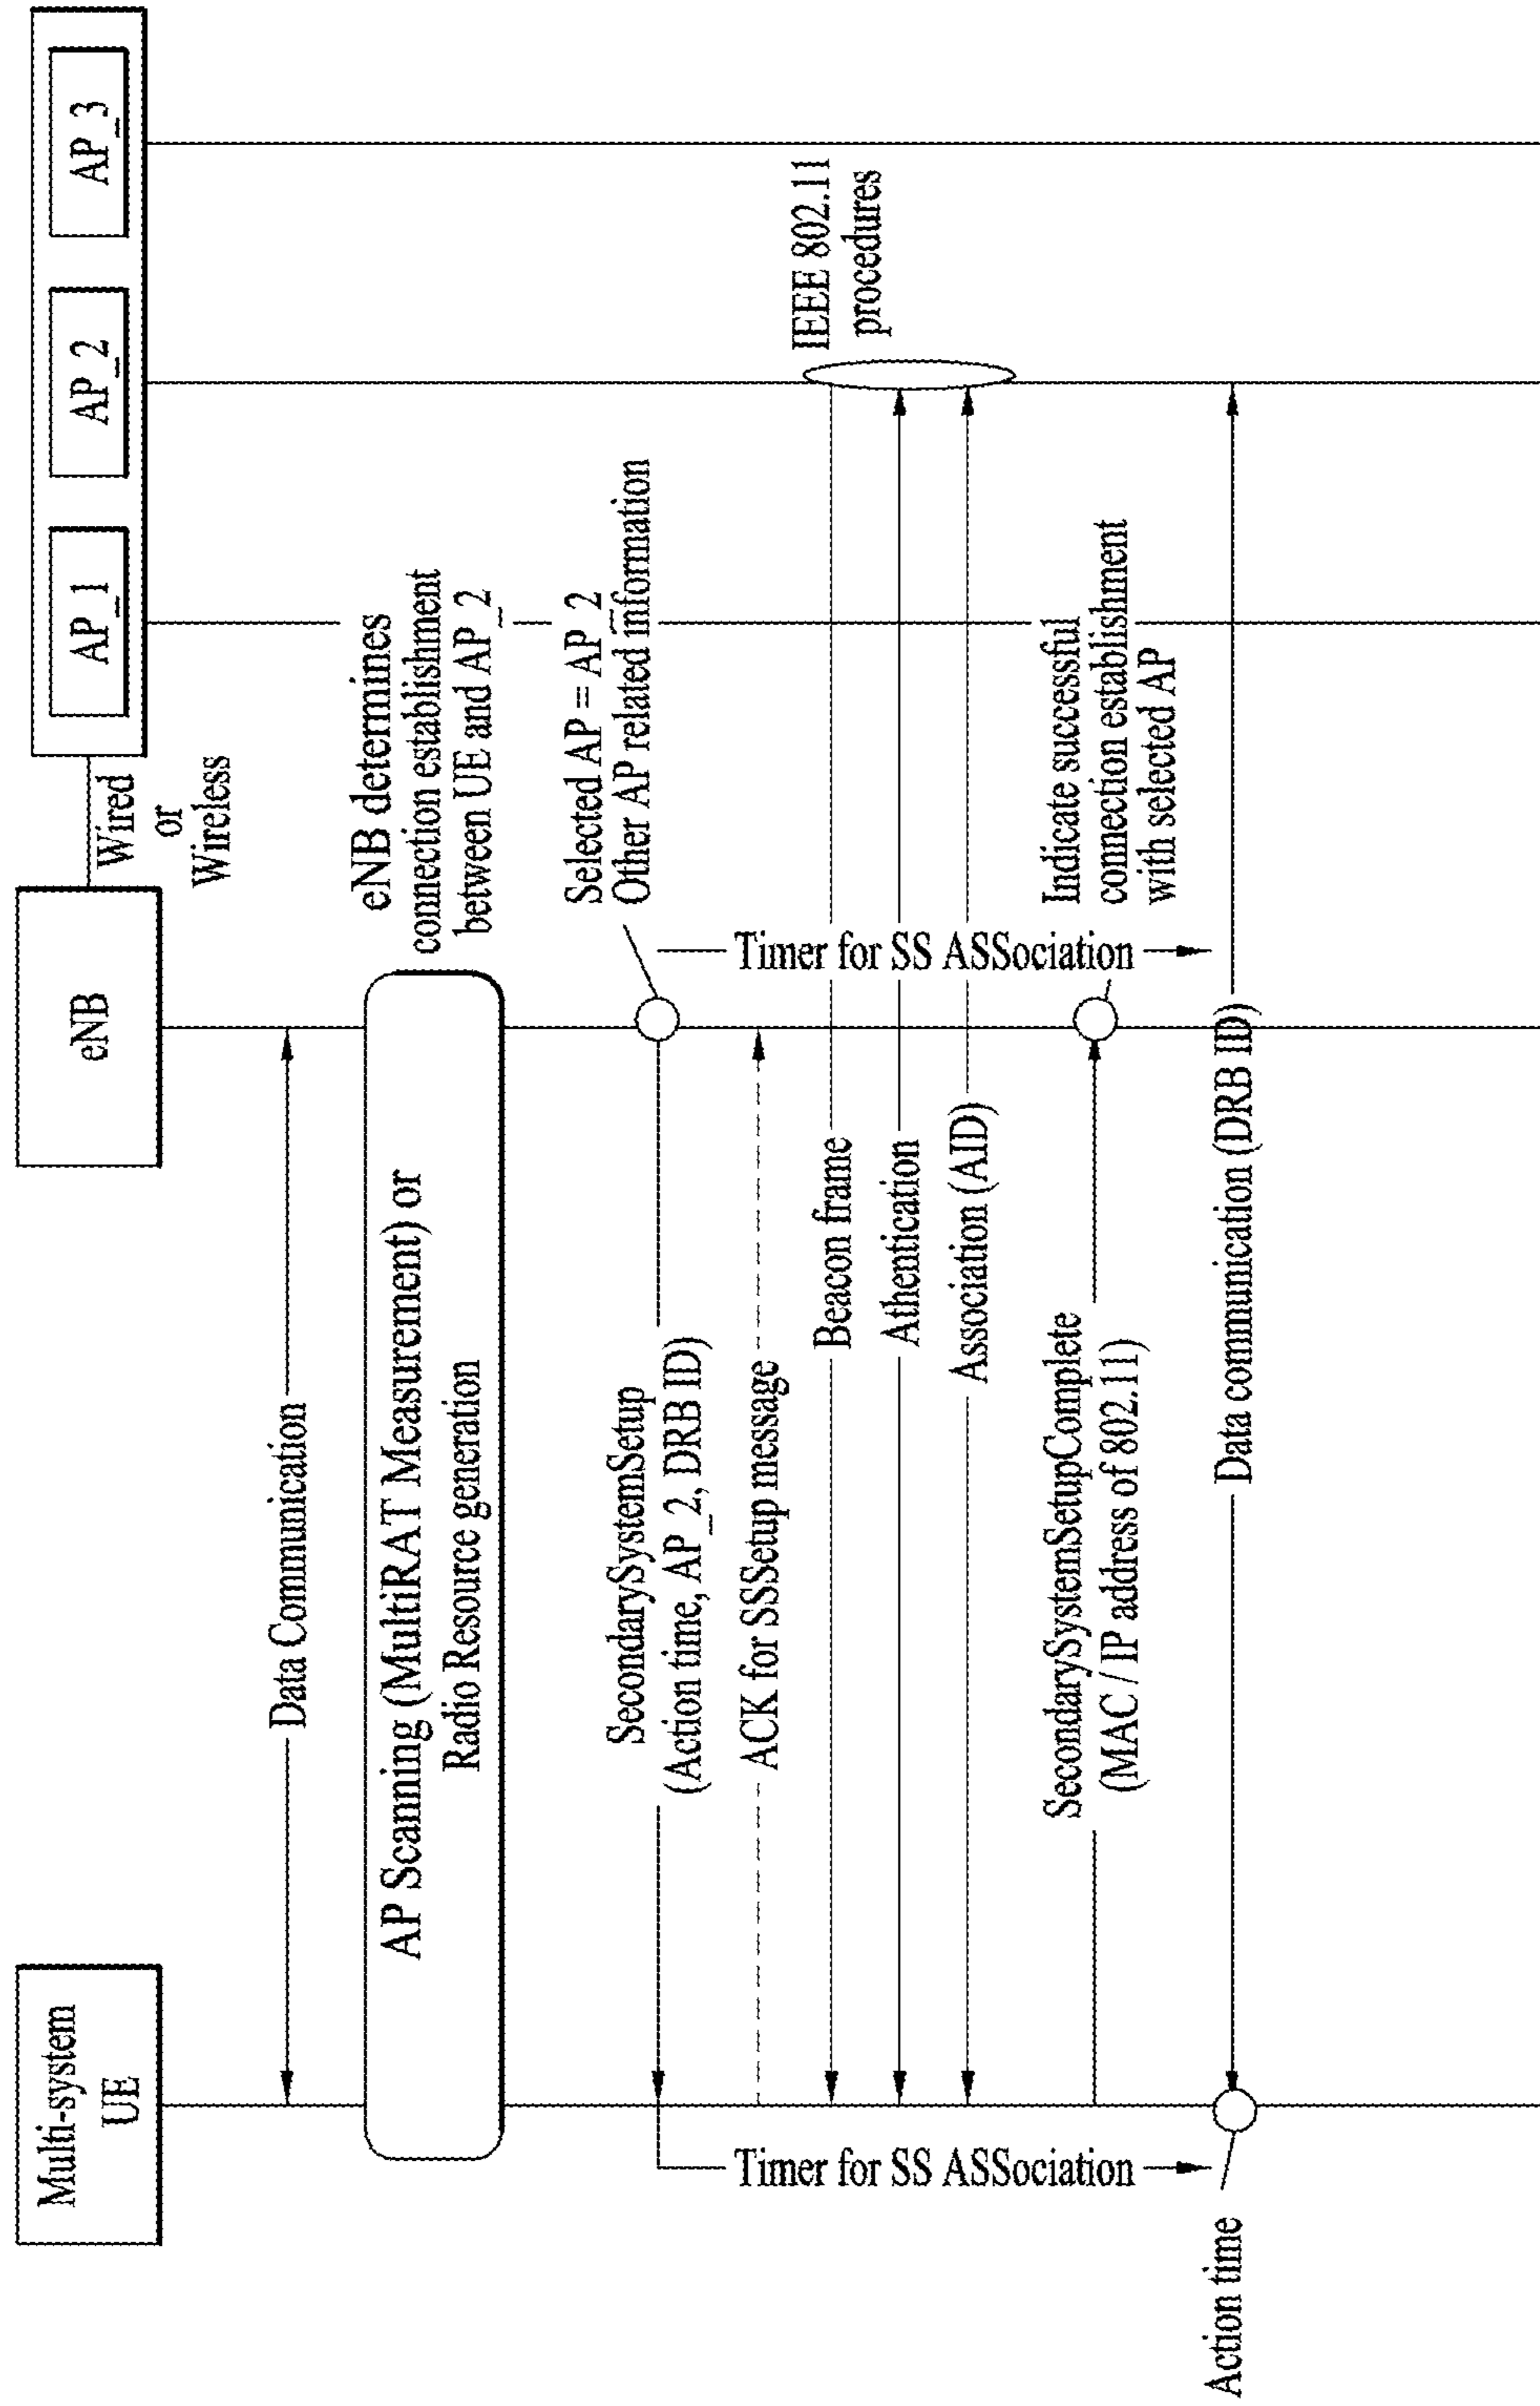 Multi-system
UE
eNB
Wired
or
Wireless
AP_1
AP_2
AP_3
Data Communication
AP Scanning (MultiRAT Measurement) or
Radio Resource generation
eNB determines
connection establishment
between UE and AP_2
Selected AP = AP_2
Other AP related information
SecondarySystemSetup
(Action time, AP_2, DRB ID)
ACK for SSSetup message
Timer for SS ASSociation
Timer for SS ASSociation
Beacon frame
Athentication
Association (AID)
IEEE 802.11
procedures
SecondarySystemSetupComplete
(MAC / IP address of 802.11)
Indicate successful
connection establishment
with selected AP
Data communication (DRB ID)
Action time